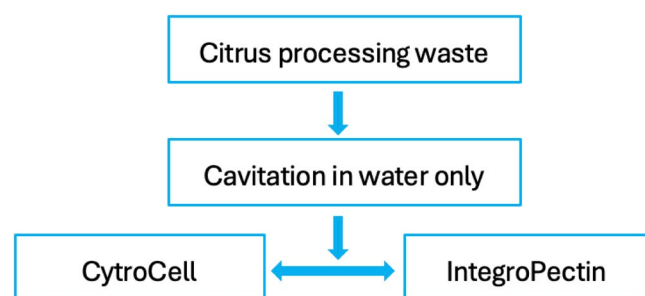 Citrus processing waste
Cavitation in water only
CytroCell
IntegroPectin